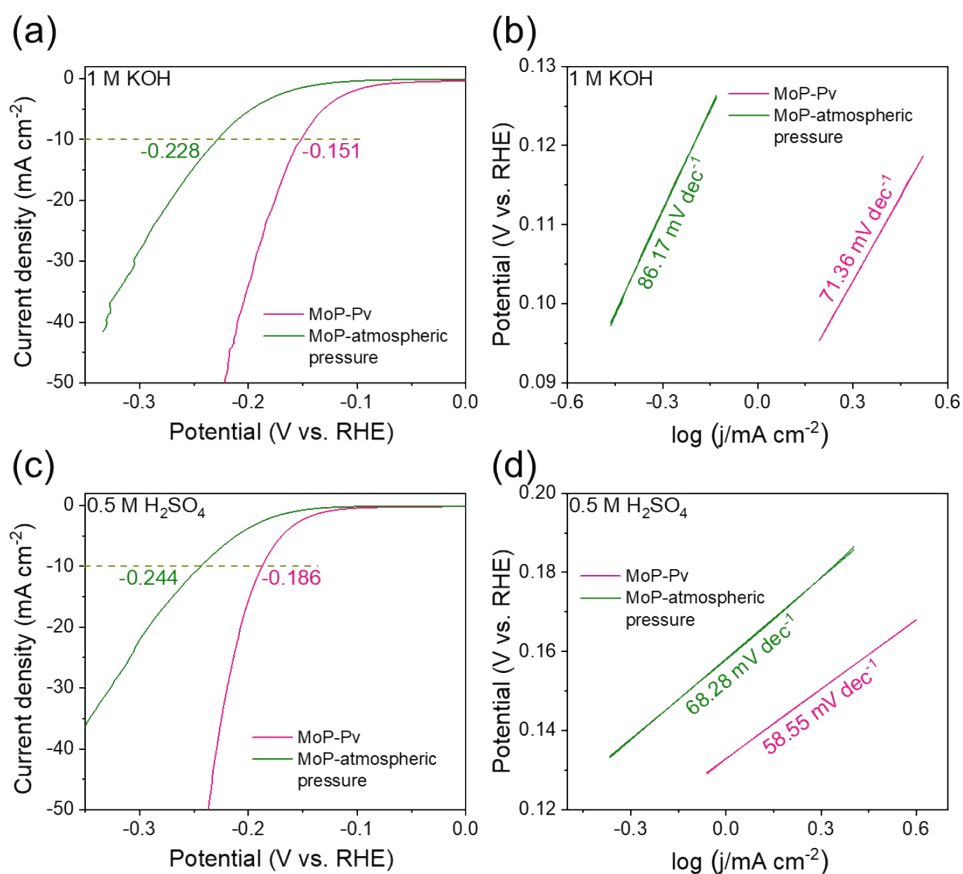 (a)
1 M KOH
0
-10
-20
-30
-40
-50
Current density (mA cm⁻²)
-0.228
-0.151
MoP-Pv
MoP-atmospheric
pressure
-0.3
-0.2
-0.1
0.0
Potential (V vs. RHE)
(b)
1 M KOH
0.13
0.12
0.11
0.10
0.09
Potential (V vs. RHE)
MoP-Pv
MoP-atmospheric
pressure
86.17 mV dec⁻¹
71.36 mV dec⁻¹
-0.6
-0.3
0.0
0.3
0.6
log (j/mA cm⁻²)
(c)
0.5 M H₂SO₄
0
-10
-20
-30
-40
-50
Current density (mA cm⁻²)
-0.244
-0.186
MoP-Pv
MoP-atmospheric
pressure
-0.3
-0.2
-0.1
0.0
Potential (V vs. RHE)
(d)
0.5 M H₂SO₄
0.20
0.18
0.16
0.14
0.12
Potential (V vs. RHE)
MoP-Pv
MoP-atmospheric
pressure
68.28 mV dec⁻¹
58.55 mV dec⁻¹
-0.3
0.0
0.3
0.6
log (j/mA cm⁻²)